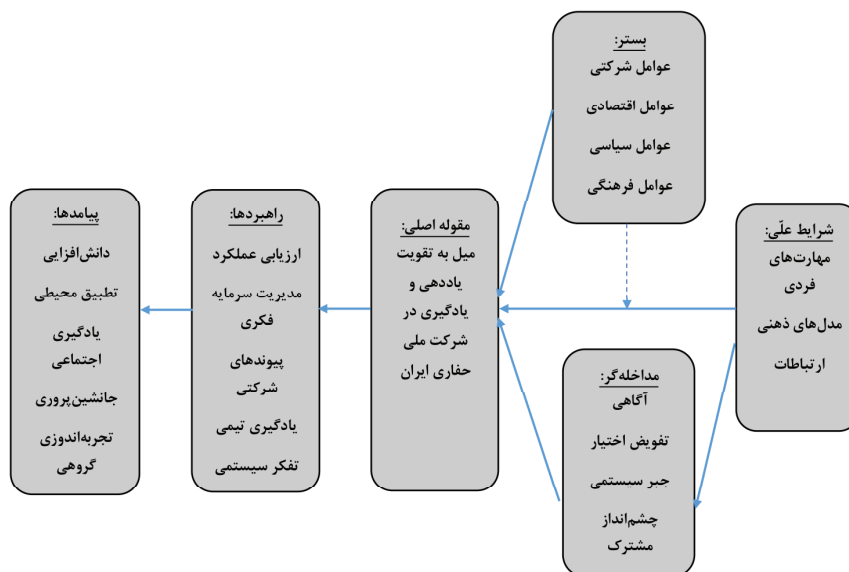 بستر:
عوامل شرکتی
عوامل اقتصادی
عوامل سیاسی
عوامل فرهنگی
شرایط علّی:
مهارت‌های
فردی
مدل‌های ذهنی
ارتباطات
مداخله‌گر:
آگاهی
تفویض اختیار
جبر سیستمی
چشم‌انداز
مشترک
مقوله اصلی:
میل به تقویت
یاددهی و
یادگیری در
شرکت ملی
حفاری ایران
راهبردها:
ارزیابی عملکرد
مدیریت سرمایه
فکری
پیوندهای
شرکتی
یادگیری تیمی
تفکر سیستمی
پیامدها:
دانش‌افزایی
تطبیق محیطی
یادگیری
اجتماعی
جانشین‌پروری
تجربه‌اندوزی
گروهی